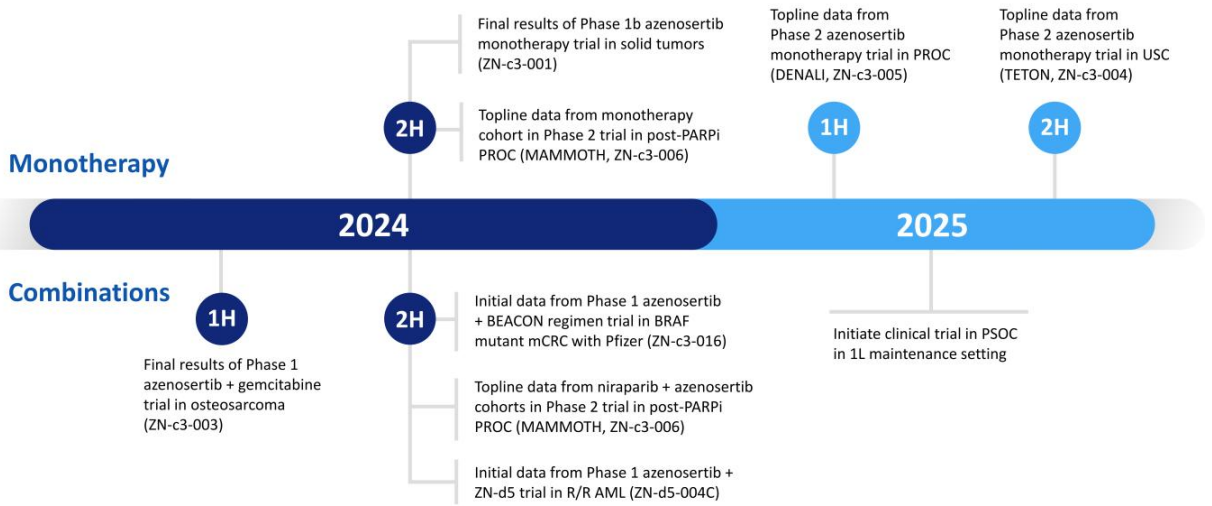 Final results of Phase 1b azenosertib
monotherapy trial in solid tumors
(ZN-c3-001)
2H
Topline data from monotherapy
cohort in Phase 2 trial in post-PARPi
PROC (MAMMOTH, ZN-c3-006)
Topline data from
Phase 2 azenosertib
monotherapy trial in PROC
(DENALI, ZN-c3-005)
1H
Topline data from
Phase 2 azenosertib
monotherapy trial in USC
(TETON, ZN-c3-004)
2H
Monotherapy
2024
2025
Combinations
1H
Final results of Phase 1
azenosertib + gemcitabine
trial in osteosarcoma
(ZN-c3-003)
2H
Initial data from Phase 1 azenosertib
+ BEACON regimen trial in BRAF
mutant mCRC with Pfizer (ZN-c3-016)
Topline data from niraparib + azenosertib
cohorts in Phase 2 trial in post-PARPi
PROC (MAMMOTH, ZN-c3-006)
Initial data from Phase 1 azenosertib +
ZN-d5 trial in R/R AML (ZN-d5-004C)
Initiate clinical trial in PSOC
in 1L maintenance setting